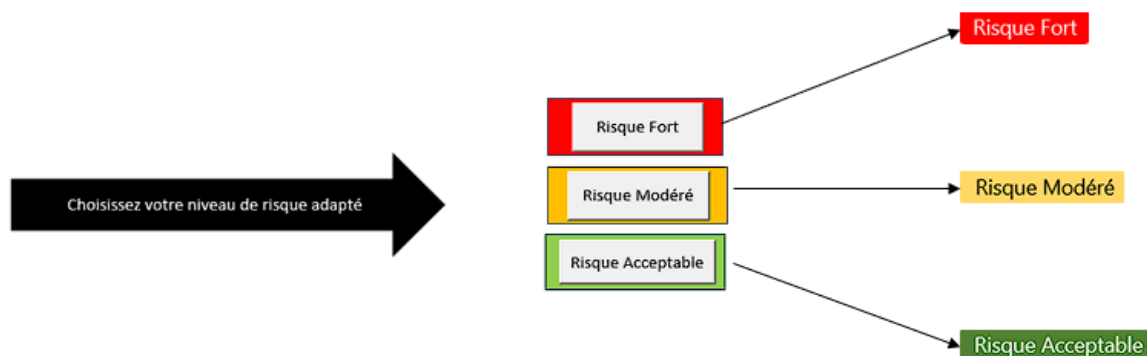 Risque Fort
Risque Fort
Choisissez votre niveau de risque adapté
Risque Modéré
Risque Modéré
Risque Acceptable
Risque Acceptable